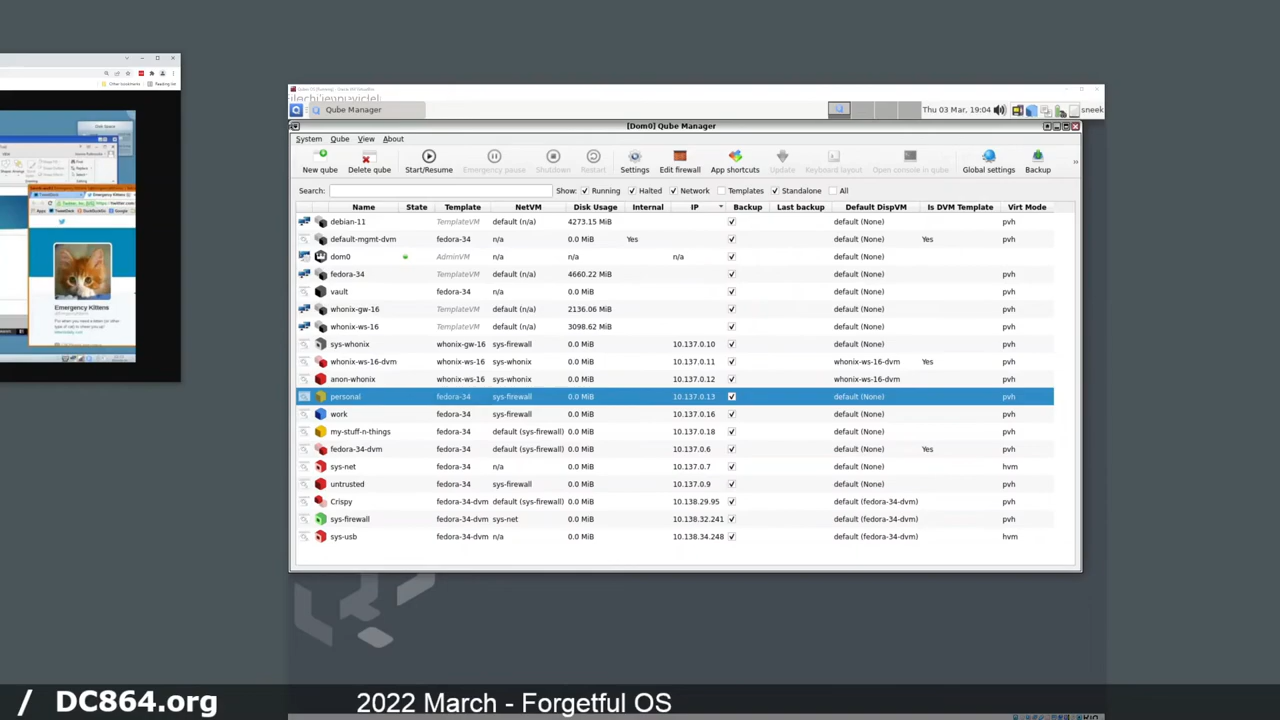 Other bookmarks
Reading list
Disk Space
TweetDeck
Emergency Kittens
Apps TweetDeck DuckDuckGo Google
Emergency Kittens
Qube Manager
Thu 03 Mar, 19:04
sneek
[Dom0] Qube Manager
System Qube View About
New qube Delete qube Start/Resume Emergency pause Shutdown Restart Settings Edit firewall App shortcuts Update Keyboard layout Open console in qube Global settings Backup
Search: Show: Running Halted Network Templates Standalone All
Name State Template NetVM Disk Usage Internal IP Backup Last backup Default DispVM Is DVM Template Virt Mode
debian-11 TemplateVM default (n/a) 4273.15 MiB default (None) pvh
default-mgmt-dvm fedora-34 n/a 0.0 MiB Yes default (None) Yes pvh
dom0 AdminVM n/a n/a n/a default (None)
fedora-34 TemplateVM default (n/a) 4660.22 MiB default (None) pvh
vault fedora-34 n/a 0.0 MiB default (None) pvh
whonix-gw-16 TemplateVM default (n/a) 2136.06 MiB default (None) pvh
whonix-ws-16 TemplateVM default (n/a) 3098.62 MiB default (None) pvh
sys-whonix whonix-gw-16 sys-firewall 0.0 MiB 10.137.0.10 default (None) pvh
whonix-ws-16-dvm whonix-ws-16 sys-whonix 0.0 MiB 10.137.0.11 whonix-ws-16-dvm Yes pvh
anon-whonix whonix-ws-16 sys-whonix 0.0 MiB 10.137.0.12 whonix-ws-16-dvm pvh
personal fedora-34 sys-firewall 0.0 MiB 10.137.0.13 default (None) pvh
work fedora-34 sys-firewall 0.0 MiB 10.137.0.16 default (None) pvh
my-stuff-n-things fedora-34 default (sys-firewall) 0.0 MiB 10.137.0.18 default (None) pvh
fedora-34-dvm fedora-34 default (sys-firewall) 0.0 MiB 10.137.0.6 default (None) Yes pvh
sys-net fedora-34 n/a 0.0 MiB 10.137.0.7 default (None) hvm
untrusted fedora-34 sys-firewall 0.0 MiB 10.137.0.9 default (None) pvh
Crispy fedora-34-dvm default (sys-firewall) 0.0 MiB 10.138.29.95 default (fedora-34-dvm) pvh
sys-firewall fedora-34-dvm sys-net 0.0 MiB 10.138.32.241 default (fedora-34-dvm) pvh
sys-usb fedora-34-dvm n/a 0.0 MiB 10.138.34.248 default (fedora-34-dvm) hvm
/ DC864.org
2022 March - Forgetful OS